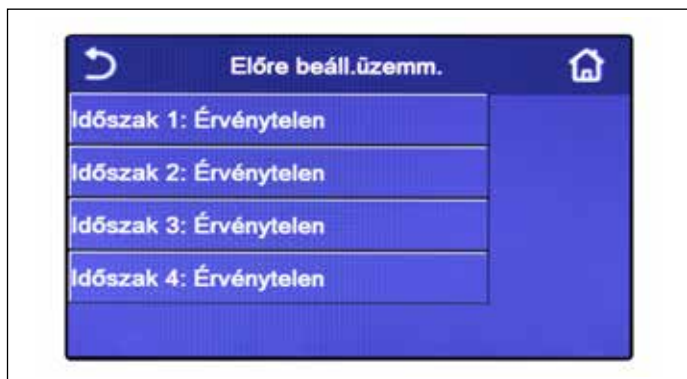 Előre beáll.üzemm.
Időszak 1: Érvénytelen
Időszak 2: Érvénytelen
Időszak 3: Érvénytelen
Időszak 4: Érvénytelen